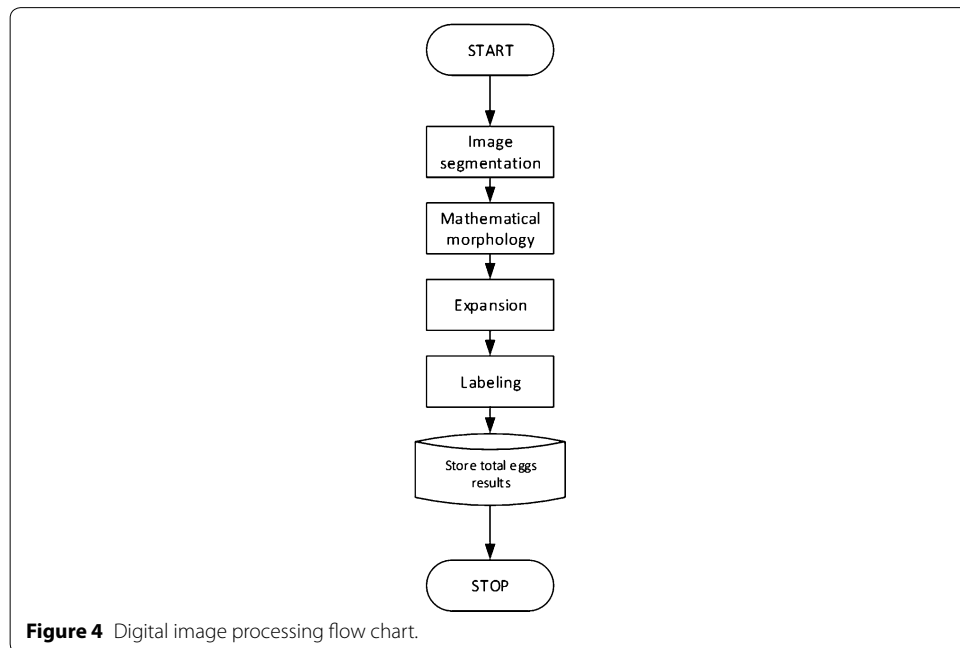 START
Image
segmentation
Mathematical
morphology
Expansion
Labeling
Store total eggs
results
STOP
Figure 4 Digital image processing flow chart.